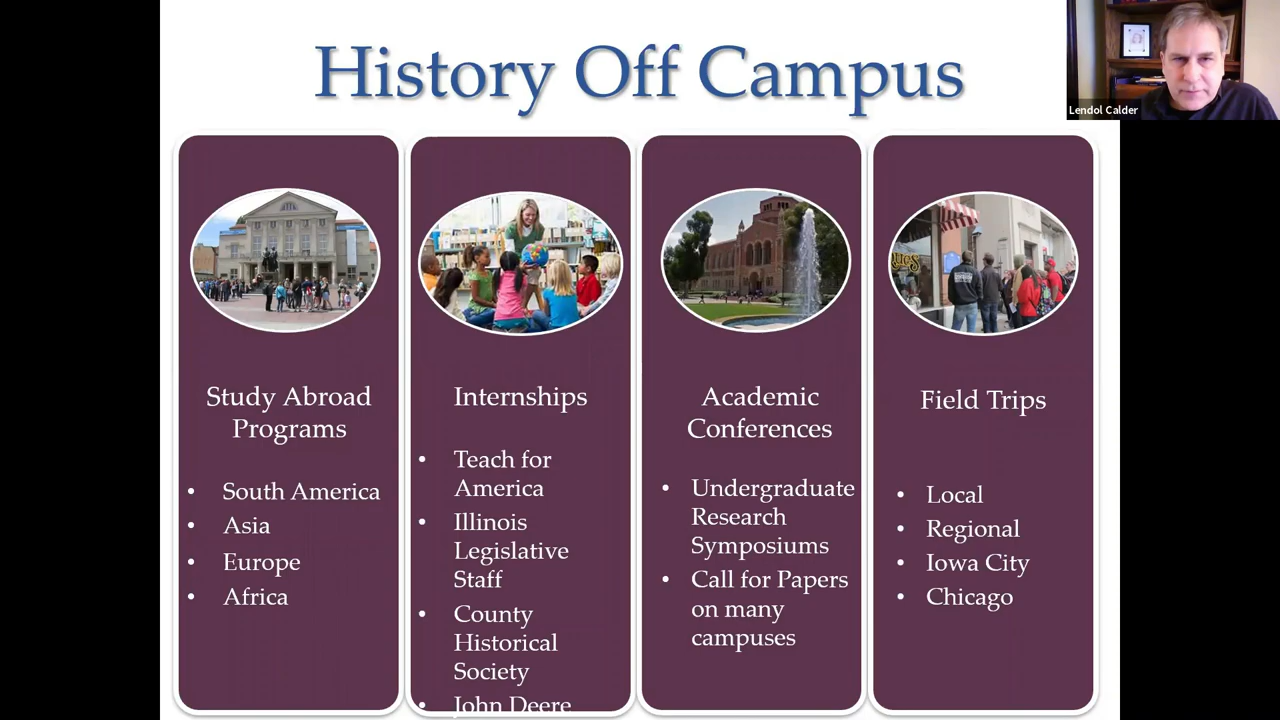 History Off Campus
Lendol Calder
Study Abroad
Programs
• South America
• Asia
• Europe
• Africa
Internships
• Teach for
America
• Illinois
Legislative
Staff
• County
Historical
Society
• John Deere
Academic
Conferences
• Undergraduate
Research
Symposiums
• Call for Papers
on many
campuses
Field Trips
• Local
• Regional
• Iowa City
• Chicago